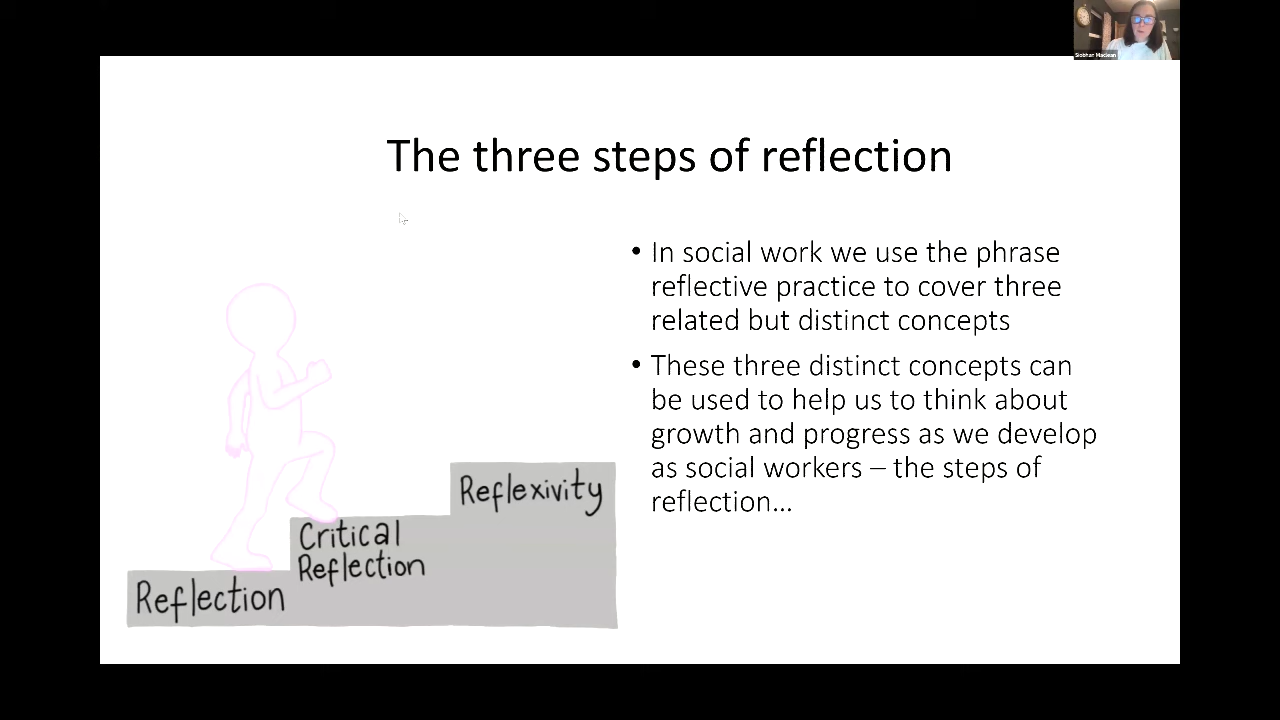 Siobhan Maclean
The three steps of reflection
• In social work we use the phrase
reflective practice to cover three
related but distinct concepts
• These three distinct concepts can
be used to help us to think about
growth and progress as we develop
as social workers – the steps of
reflection...
Reflexivity
Critical
Reflection
Reflection